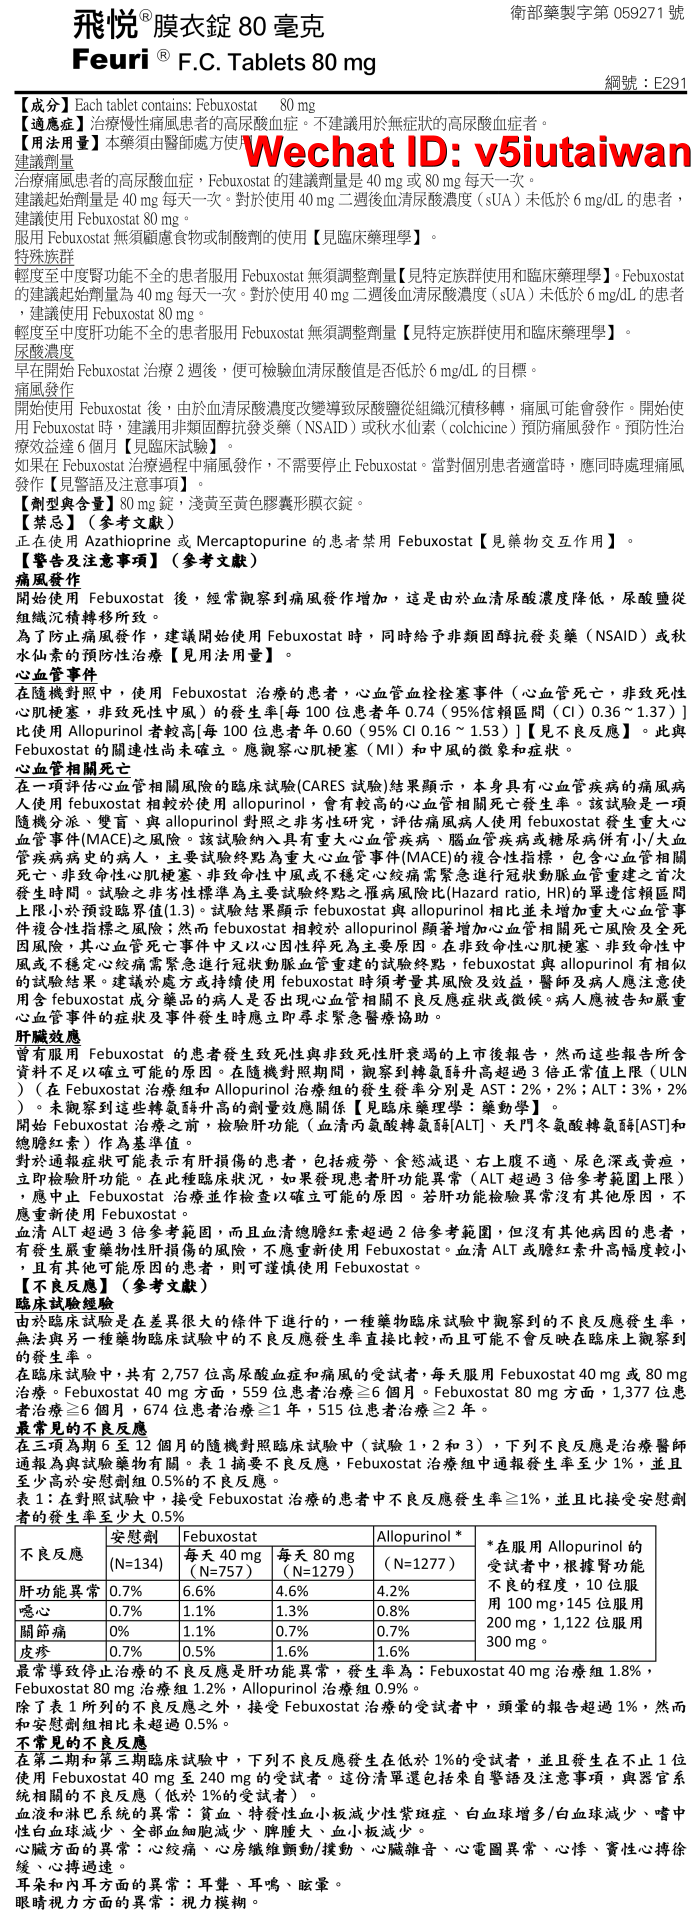 飛悅®膜衣錠 80 毫克
衛部藥製字第 059271 號
Feuri ® F.C. Tablets 80 mg
綱號：E291
【成分】Each tablet contains: Febuxostat 80 mg
【適應症】治療慢性痛風患者的高尿酸血症。不建議用於無症狀的高尿酸血症者。
【用法用量】本藥須由醫師處方使用
Wechat ID: v5iutaiwan
建議劑量
治療痛風患者的高尿酸血症，Febuxostat 的建議劑量是 40 mg 或 80 mg 每天一次。
建議起始劑量是 40 mg 每天一次。對於使用 40 mg 二週後血清尿酸濃度（sUA）未低於 6 mg/dL 的患者，
建議使用 Febuxostat 80 mg。
服用 Febuxostat 無須顧慮食物或制酸劑的使用【見臨床藥理學】。
特殊族群
輕度至中度腎功能不全的患者服用 Febuxostat 無須調整劑量【見特定族群使用和臨床藥理學】。Febuxostat
的建議起始劑量為 40 mg 每天一次。對於使用 40 mg 二週後血清尿酸濃度（sUA）未低於 6 mg/dL 的患者
，建議使用 Febuxostat 80 mg。
輕度至中度肝功能不全的患者服用 Febuxostat 無須調整劑量【見特定族群使用和臨床藥理學】。
尿酸濃度
早在開始 Febuxostat 治療 2 週後，便可檢驗血清尿酸值是否低於 6 mg/dL 的目標。
痛風發作
開始使用 Febuxostat 後，由於血清尿酸濃度改變導致尿酸鹽從組織沉積移轉，痛風可能會發作。開始使
用 Febuxostat 時，建議用非類固醇抗發炎藥（NSAID）或秋水仙素（colchicine）預防痛風發作。預防性治
療效益達 6 個月【見臨床試驗】。
如果在 Febuxostat 治療過程中痛風發作，不需要停止 Febuxostat。當對個別患者適當時，應同時處理痛風
發作【見警語及注意事項】。
【劑型與含量】80 mg 錠，淺黃至黃色膠囊形膜衣錠。
【禁忌】（參考文獻）
正在使用 Azathioprine 或 Mercaptopurine 的患者禁用 Febuxostat【見藥物交互作用】。
【警告及注意事項】（參考文獻）
痛風發作
開始使用 Febuxostat 後，經常觀察到痛風發作增加，這是由於血清尿酸濃度降低，尿酸鹽從
組織沉積轉移所致。
為了防止痛風發作，建議開始使用 Febuxostat 時，同時給予非類固醇抗發炎藥（NSAID）或秋
水仙素的預防性治療【見用法用量】。
心血管事件
在隨機對照中，使用 Febuxostat 治療的患者，心血管血栓栓塞事件（心血管死亡，非致死性
心肌梗塞，非致死性中風）的發生率[每 100 位患者年 0.74（95%信賴區間（CI）0.36 ~ 1.37）]
比使用 Allopurinol 者較高[每 100 位患者年 0.60（95% CI 0.16 ~ 1.53）]【見不良反應】。此與
Febuxostat 的關連性尚未確立。應觀察心肌梗塞（MI）和中風的徵象和症狀。
心血管相關死亡
在一項評估心血管相關風險的臨床試驗(CARES 試驗)結果顯示，本身具有心血管疾病的痛風病
人使用 febuxostat 相較於使用 allopurinol，會有較高的心血管相關死亡發生率。該試驗是一項
隨機分派、雙盲、與 allopurinol 對照之非劣性研究，評估痛風病人使用 febuxostat 發生重大心
血管事件(MACE)之風險。該試驗納入具有重大心血管疾病、腦血管疾病或糖尿病併有小/大血
管疾病病史的病人，主要試驗終點為重大心血管事件(MACE)的複合性指標，包含心血管相關
死亡、非致命性心肌梗塞、非致命性中風或不穩定心絞痛需緊急進行冠狀動脈血管重建之首次
發生時間。試驗之非劣性標準為主要試驗終點之罹病風險比(Hazard ratio, HR)的單邊信賴區間
上限小於預設臨界值(1.3)。試驗結果顯示 febuxostat 與 allopurinol 相比並未增加重大心血管事
件複合性指標之風險；然而 febuxostat 相較於 allopurinol 顯著增加心血管相關死亡風險及全死
因風險，其心血管死亡事件中又以心因性猝死為主要原因。在非致命性心肌梗塞、非致命性中
風或不穩定心絞痛需緊急進行冠狀動脈血管重建的試驗終點，febuxostat 與 allopurinol 有相似
的試驗結果。建議於處方或持續使用 febuxostat 時須考量其風險及效益，醫師及病人應注意使
用含 febuxostat 成分藥品的病人是否出現心血管相關不良反應症狀或徵候。病人應被告知嚴重
心血管事件的症狀及事件發生時應立即尋求緊急醫療協助。
肝臟效應
曾有服用 Febuxostat 的患者發生致死性與非致死性肝衰竭的上市後報告，然而這些報告所含
資料不足以確立可能的原因。在隨機對照期間，觀察到轉氨酶升高超過 3 倍正常值上限（ULN
）（在 Febuxostat 治療組和 Allopurinol 治療組的發生發率分別是 AST：2%，2%；ALT：3%，2%
）。未觀察到這些轉氨酶升高的劑量效應關係【見臨床藥理學：藥動學】。
開始 Febuxostat 治療之前，檢驗肝功能（血清丙氨酸轉氨酶[ALT]、天門冬氨酸轉氨酶[AST]和
總膽紅素）作為基準值。
對於通報症狀可能表示有肝損傷的患者，包括疲勞、食慾減退、右上腹不適、尿色深或黃疸，
立即檢驗肝功能。在此種臨床狀況，如果發現患者肝功能異常（ALT 超過 3 倍參考範圍上限）
，應中止 Febuxostat 治療並作檢查以確立可能的原因。若肝功能檢驗異常沒有其他原因，不
應重新使用 Febuxostat。
血清 ALT 超過 3 倍參考範固，而且血清總膽紅素超過 2 倍參考範圍，但沒有其他病因的患者，
有發生嚴重藥物性肝損傷的風險，不應重新使用 Febuxostat。血清 ALT 或膽紅素升高幅度較小
，且有其他可能原因的患者，則可謹慎使用 Febuxostat。
【不良反應】（參考文獻）
臨床試驗經驗
由於臨床試驗是在差異很大的條件下進行的，一種藥物臨床試驗中觀察到的不良反應發生率，
無法與另一種藥物臨床試驗中的不良反應發生率直接比較，而且可能不會反映在臨床上觀察到
的發生率。
在臨床試驗中，共有 2,757 位高尿酸血症和痛風的受試者，每天服用 Febuxostat 40 mg 或 80 mg
治療。Febuxostat 40 mg 方面，559 位患者治療≧6 個月。Febuxostat 80 mg 方面，1,377 位患
者治療≧6 個月，674 位患者治療≧1 年，515 位患者治療≧2 年。
最常見的不良反應
在三項為期 6 至 12 個月的隨機對照臨床試驗中（試驗 1，2 和 3），下列不良反應是治療醫師
通報為與試驗藥物有關。表 1 摘要不良反應，Febuxostat 治療組中通報發生率至少 1%，並且
至少高於安慰劑組 0.5%的不良反應。
表 1：在對照試驗中，接受 Febuxostat 治療的患者中不良反應發生率≧1%，並且比接受安慰劑
者的發生率至少大 0.5%
不良反應 安慰劑 (N=134) Febuxostat 每天 40 mg （N=757） 每天 80 mg （N=1279） Allopurinol * （N=1277）
肝功能異常 0.7% 6.6% 4.6% 4.2%
噁心 0.7% 1.1% 1.3% 0.8%
關節痛 0% 1.1% 0.7% 0.7%
皮疹 0.7% 0.5% 1.6% 1.6%
*在服用 Allopurinol 的
受試者中，根據腎功能
不良的程度，10 位服
用 100 mg，145 位服用
200 mg，1,122 位服用
300 mg。
最常導致停止治療的不良反應是肝功能異常，發生率為：Febuxostat 40 mg 治療組 1.8%，
Febuxostat 80 mg 治療組 1.2%，Allopurinol 治療組 0.9%。
除了表 1 所列的不良反應之外，接受 Febuxostat 治療的受試者中，頭暈的報告超過 1%，然而
和安慰劑組相比未超過 0.5%。
不常見的不良反應
在第二期和第三期臨床試驗中，下列不良反應發生在低於 1%的受試者，並且發生在不止 1 位
使用 Febuxostat 40 mg 至 240 mg 的受試者。這份清單還包括來自警語及注意事項，與器官系
統相關的不良反應（低於 1%的受試者）。
血液和淋巴系統的異常：貧血、特發性血小板減少性紫斑症、白血球增多/白血球減少、嗜中
性白血球減少、全部血細胞減少、脾腫大、血小板減少。
心臟方面的異常：心絞痛、心房纖維顫動/撲動、心臟雜音、心電圖異常、心悸、竇性心搏徐
緩、心搏過速。
耳朵和內耳方面的異常：耳聾、耳鳴、眩暈。
眼睛視力方面的異常：視力模糊。